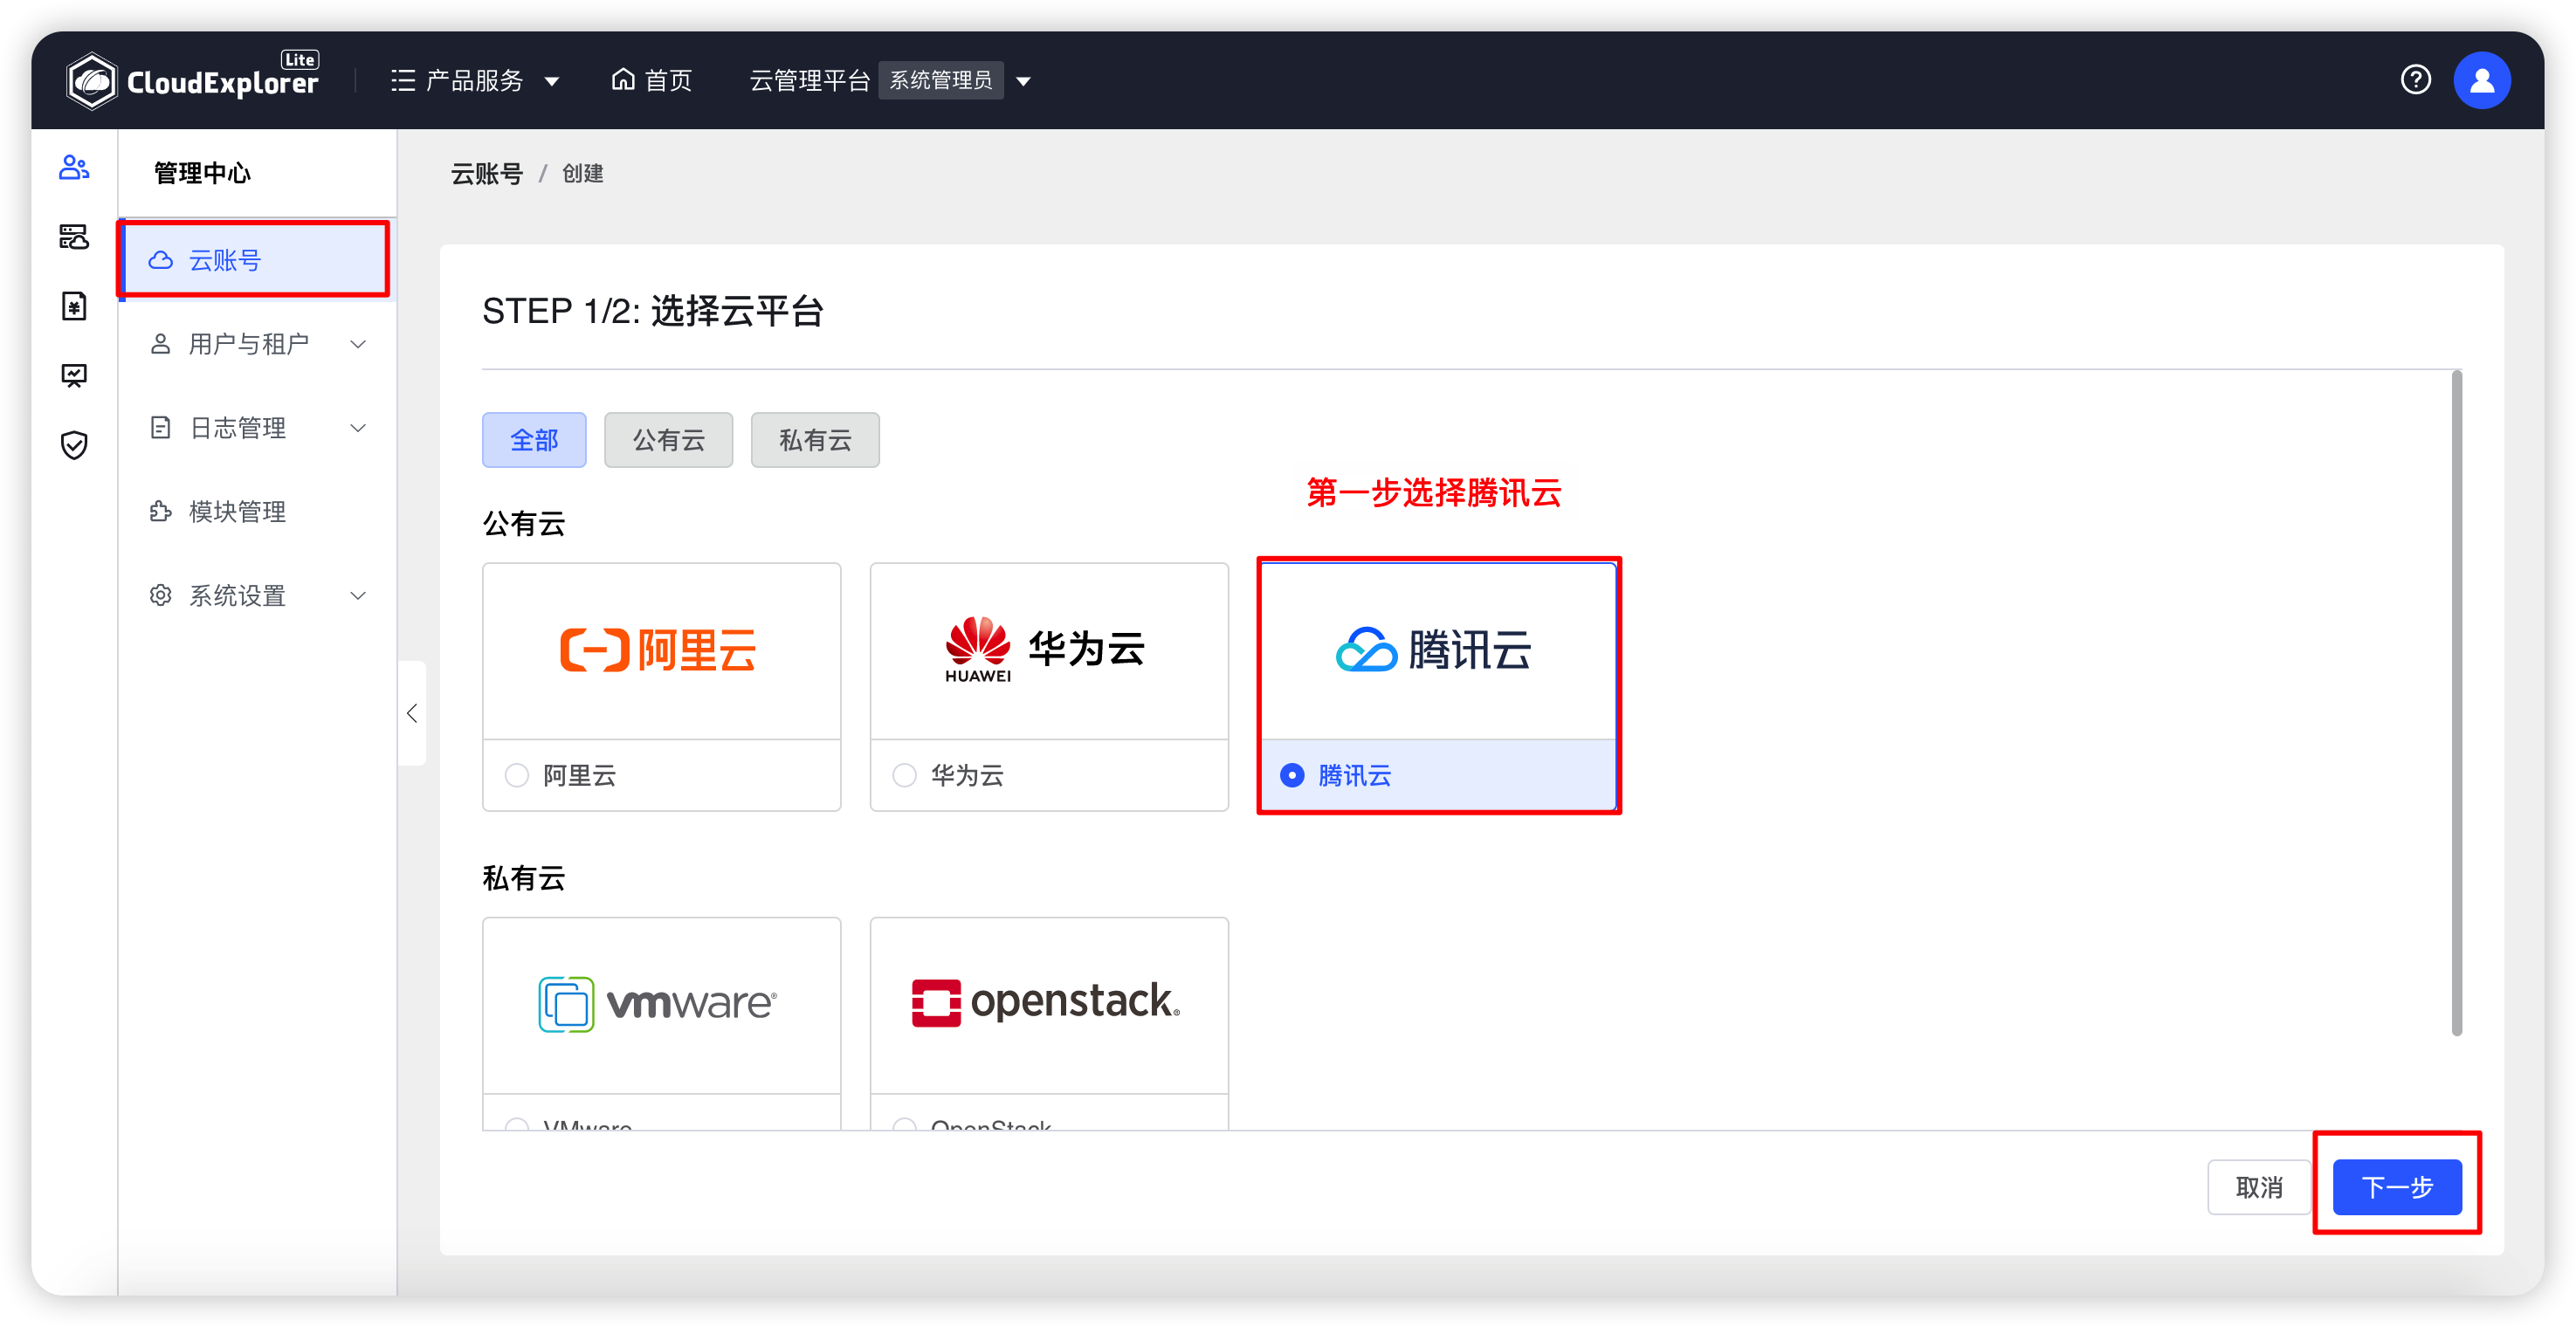 CloudExplorer Lite
产品服务
首页
云管理平台 系统管理员
管理中心
云账号
用户与租户
日志管理
模块管理
系统设置
云账号 / 创建
STEP 1/2: 选择云平台
全部 公有云 私有云
第一步选择腾讯云
公有云
阿里云
HUAWEI 华为云
腾讯云
阿里云
华为云
腾讯云
私有云
vmware®
openstack®
VMware
OpenStack
取消 下一步